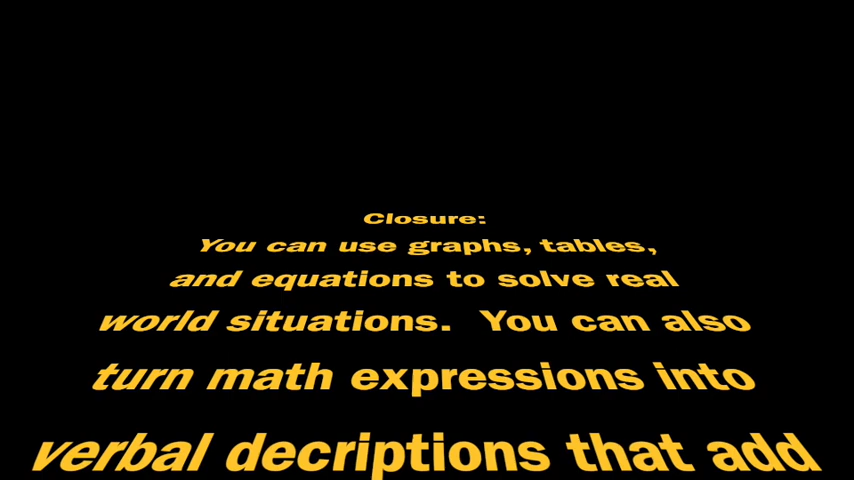 Closure:
You can use graphs, tables,
and equations to solve real
world situations.  You can also
turn math expressions into
verbal decriptions that add